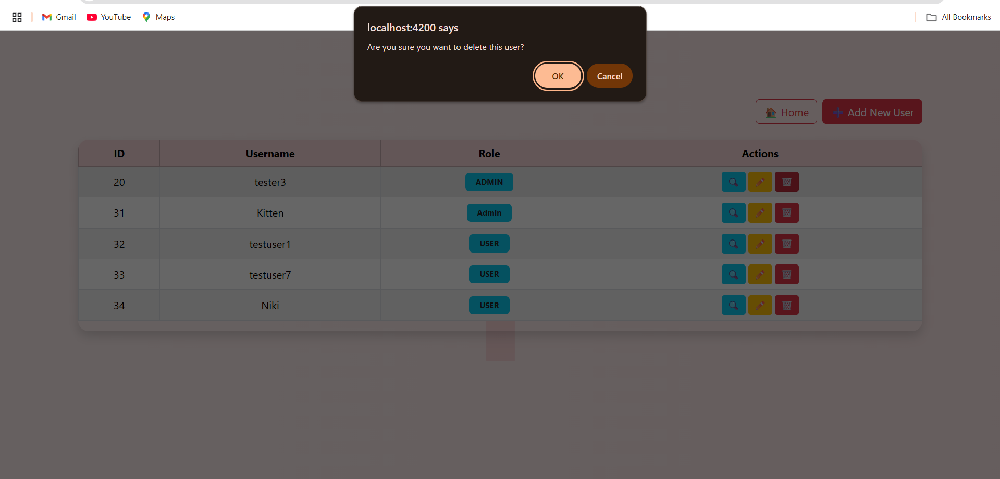 Gmail YouTube Maps All Bookmarks
localhost:4200 says
Are you sure you want to delete this user?
OK Cancel
Home Add New User
ID Username Role Actions
20 tester3 ADMIN
31 Kitten Admin
32 testuser1 USER
33 testuser7 USER
34 Niki USER